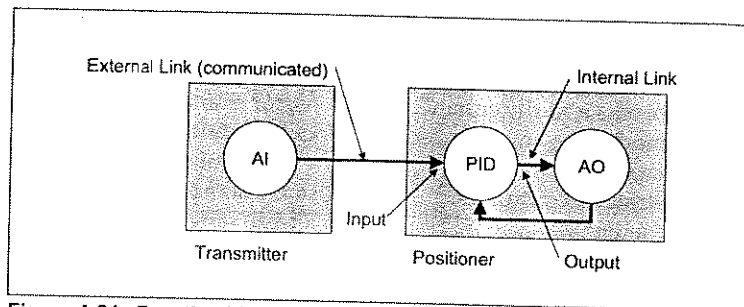 External Link (communicated)
Internal Link
AI
PID
AO
Input
Transmitter
Positioner
Output